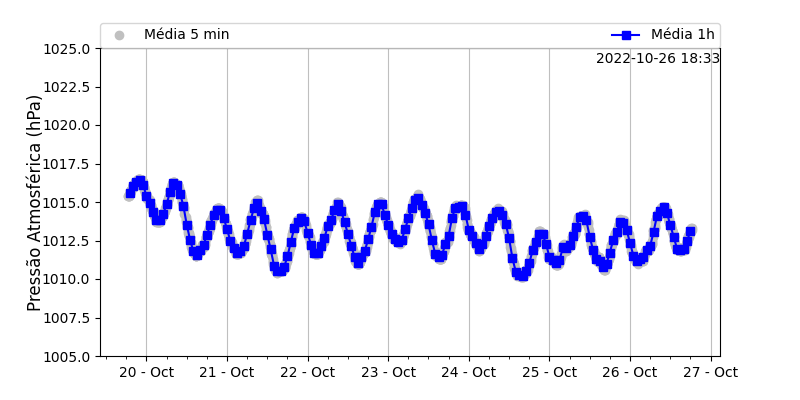 Média 5 min
Média 1h
2022-10-26 18:33
Pressão Atmosférica (hPa)
1025.0
1022.5
1020.0
1017.5
1015.0
1012.5
1010.0
1007.5
1005.0
20 - Oct
21 - Oct
22 - Oct
23 - Oct
24 - Oct
25 - Oct
26 - Oct
27 - Oct